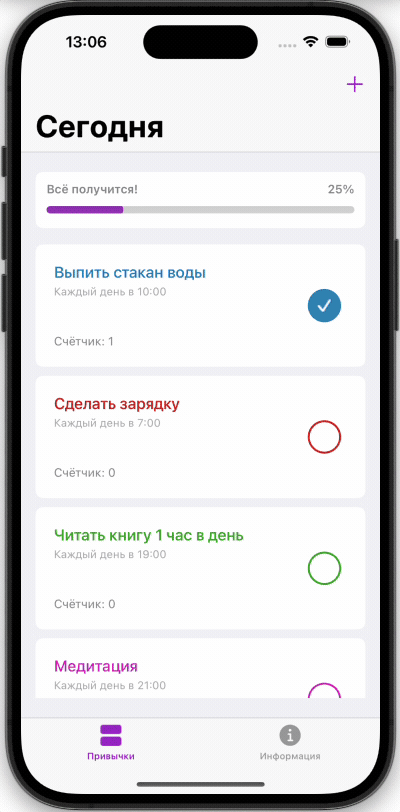 13:06
Сегодня
Всё получится! 25%
Выпить стакан воды
Каждый день в 10:00
Счётчик: 1
Сделать зарядку
Каждый день в 7:00
Счётчик: 0
Читать книгу 1 час в день
Каждый день в 19:00
Счётчик: 0
Медитация
Каждый день в 21:00
Привычки Информация